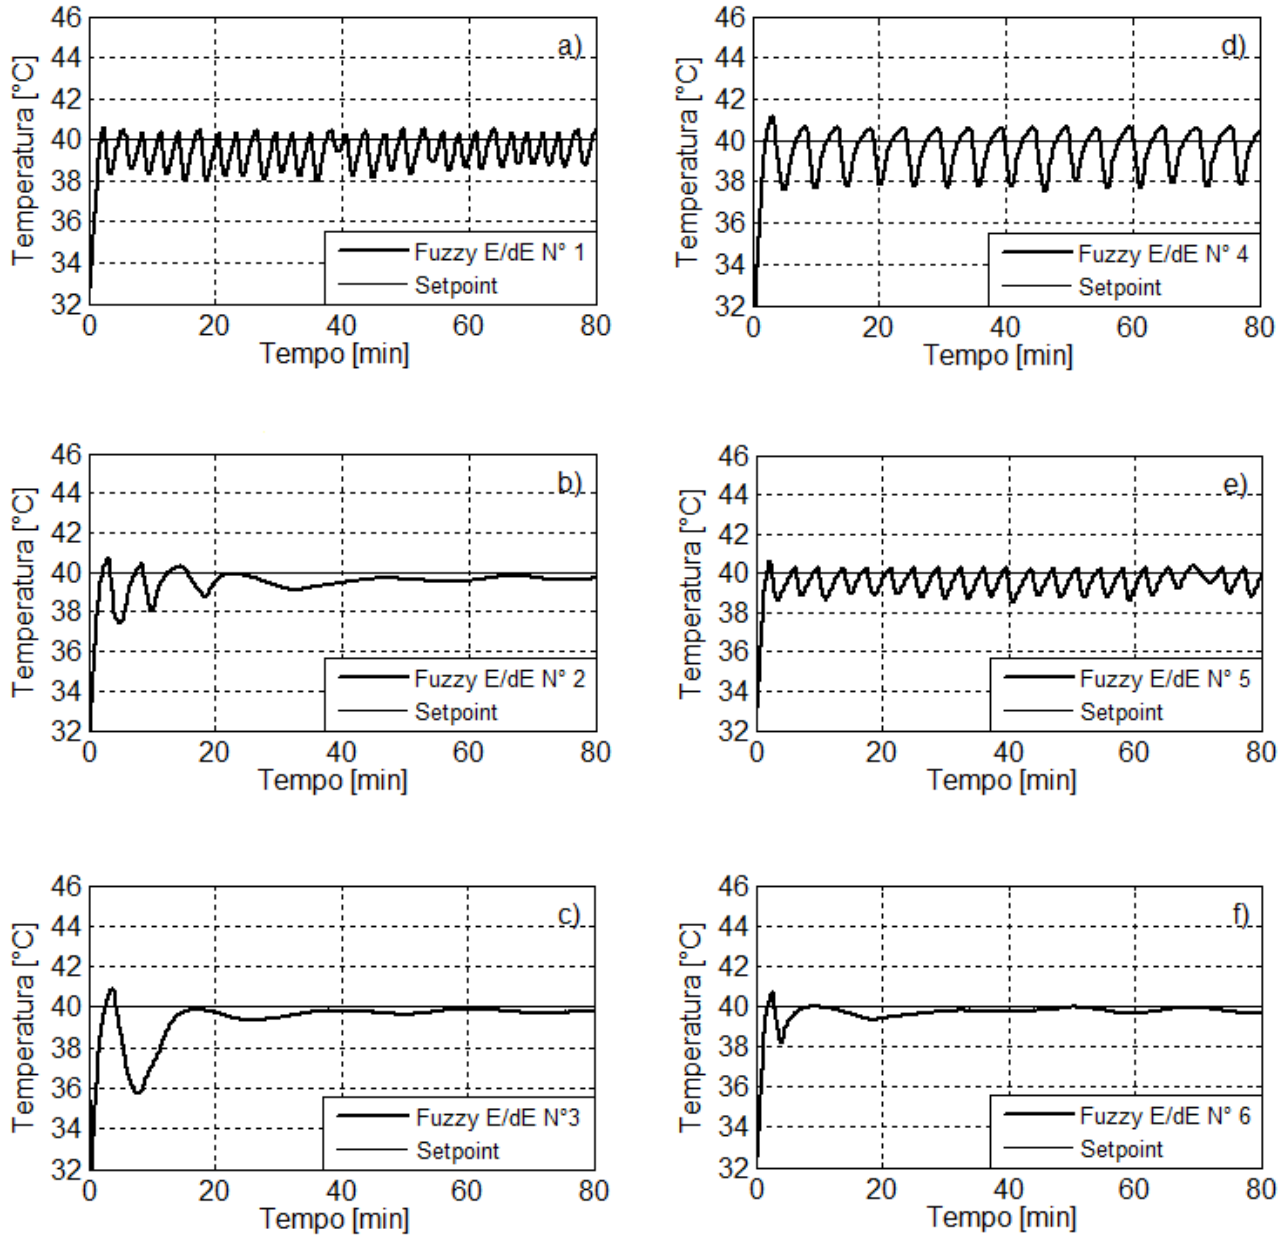 46
44
42
40
38
36
34
32
Temperatura [°C]
a)
Fuzzy E/dE N° 1
Setpoint
0 20 40 60 80
Tempo [min]
46
44
42
40
38
36
34
32
Temperatura [°C]
d)
Fuzzy E/dE N° 4
Setpoint
0 20 40 60 80
Tempo [min]
46
44
42
40
38
36
34
32
Temperatura [°C]
b)
Fuzzy E/dE N° 2
Setpoint
0 20 40 60 80
Tempo [min]
46
44
42
40
38
36
34
32
Temperatura [°C]
e)
Fuzzy E/dE N° 5
Setpoint
0 20 40 60 80
Tempo [min]
46
44
42
40
38
36
34
32
Temperatura [°C]
c)
Fuzzy E/dE N°3
Setpoint
0 20 40 60 80
Tempo [min]
46
44
42
40
38
36
34
32
Temperatura [°C]
f)
Fuzzy E/dE N° 6
Setpoint
0 20 40 60 80
Tempo [min]